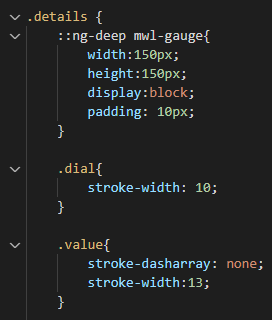 .details {
::ng-deep mwl-gauge{
width:150px;
height:150px;
display:block;
padding: 10px;
}
.dial{
stroke-width: 10;
}
.value{
stroke-dasharray: none;
stroke-width:13;
}